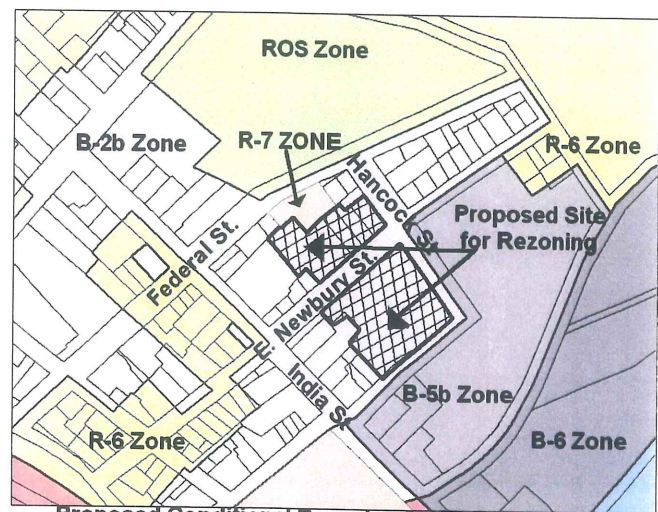 ROS Zone
B-2b Zone
R-7 ZONE
R-6 Zone
Hancock St.
Proposed Site
for Rezoning
Federal St.
E. Newbury St.
India St.
B-5b Zone
R-6 Zone
B-6 Zone